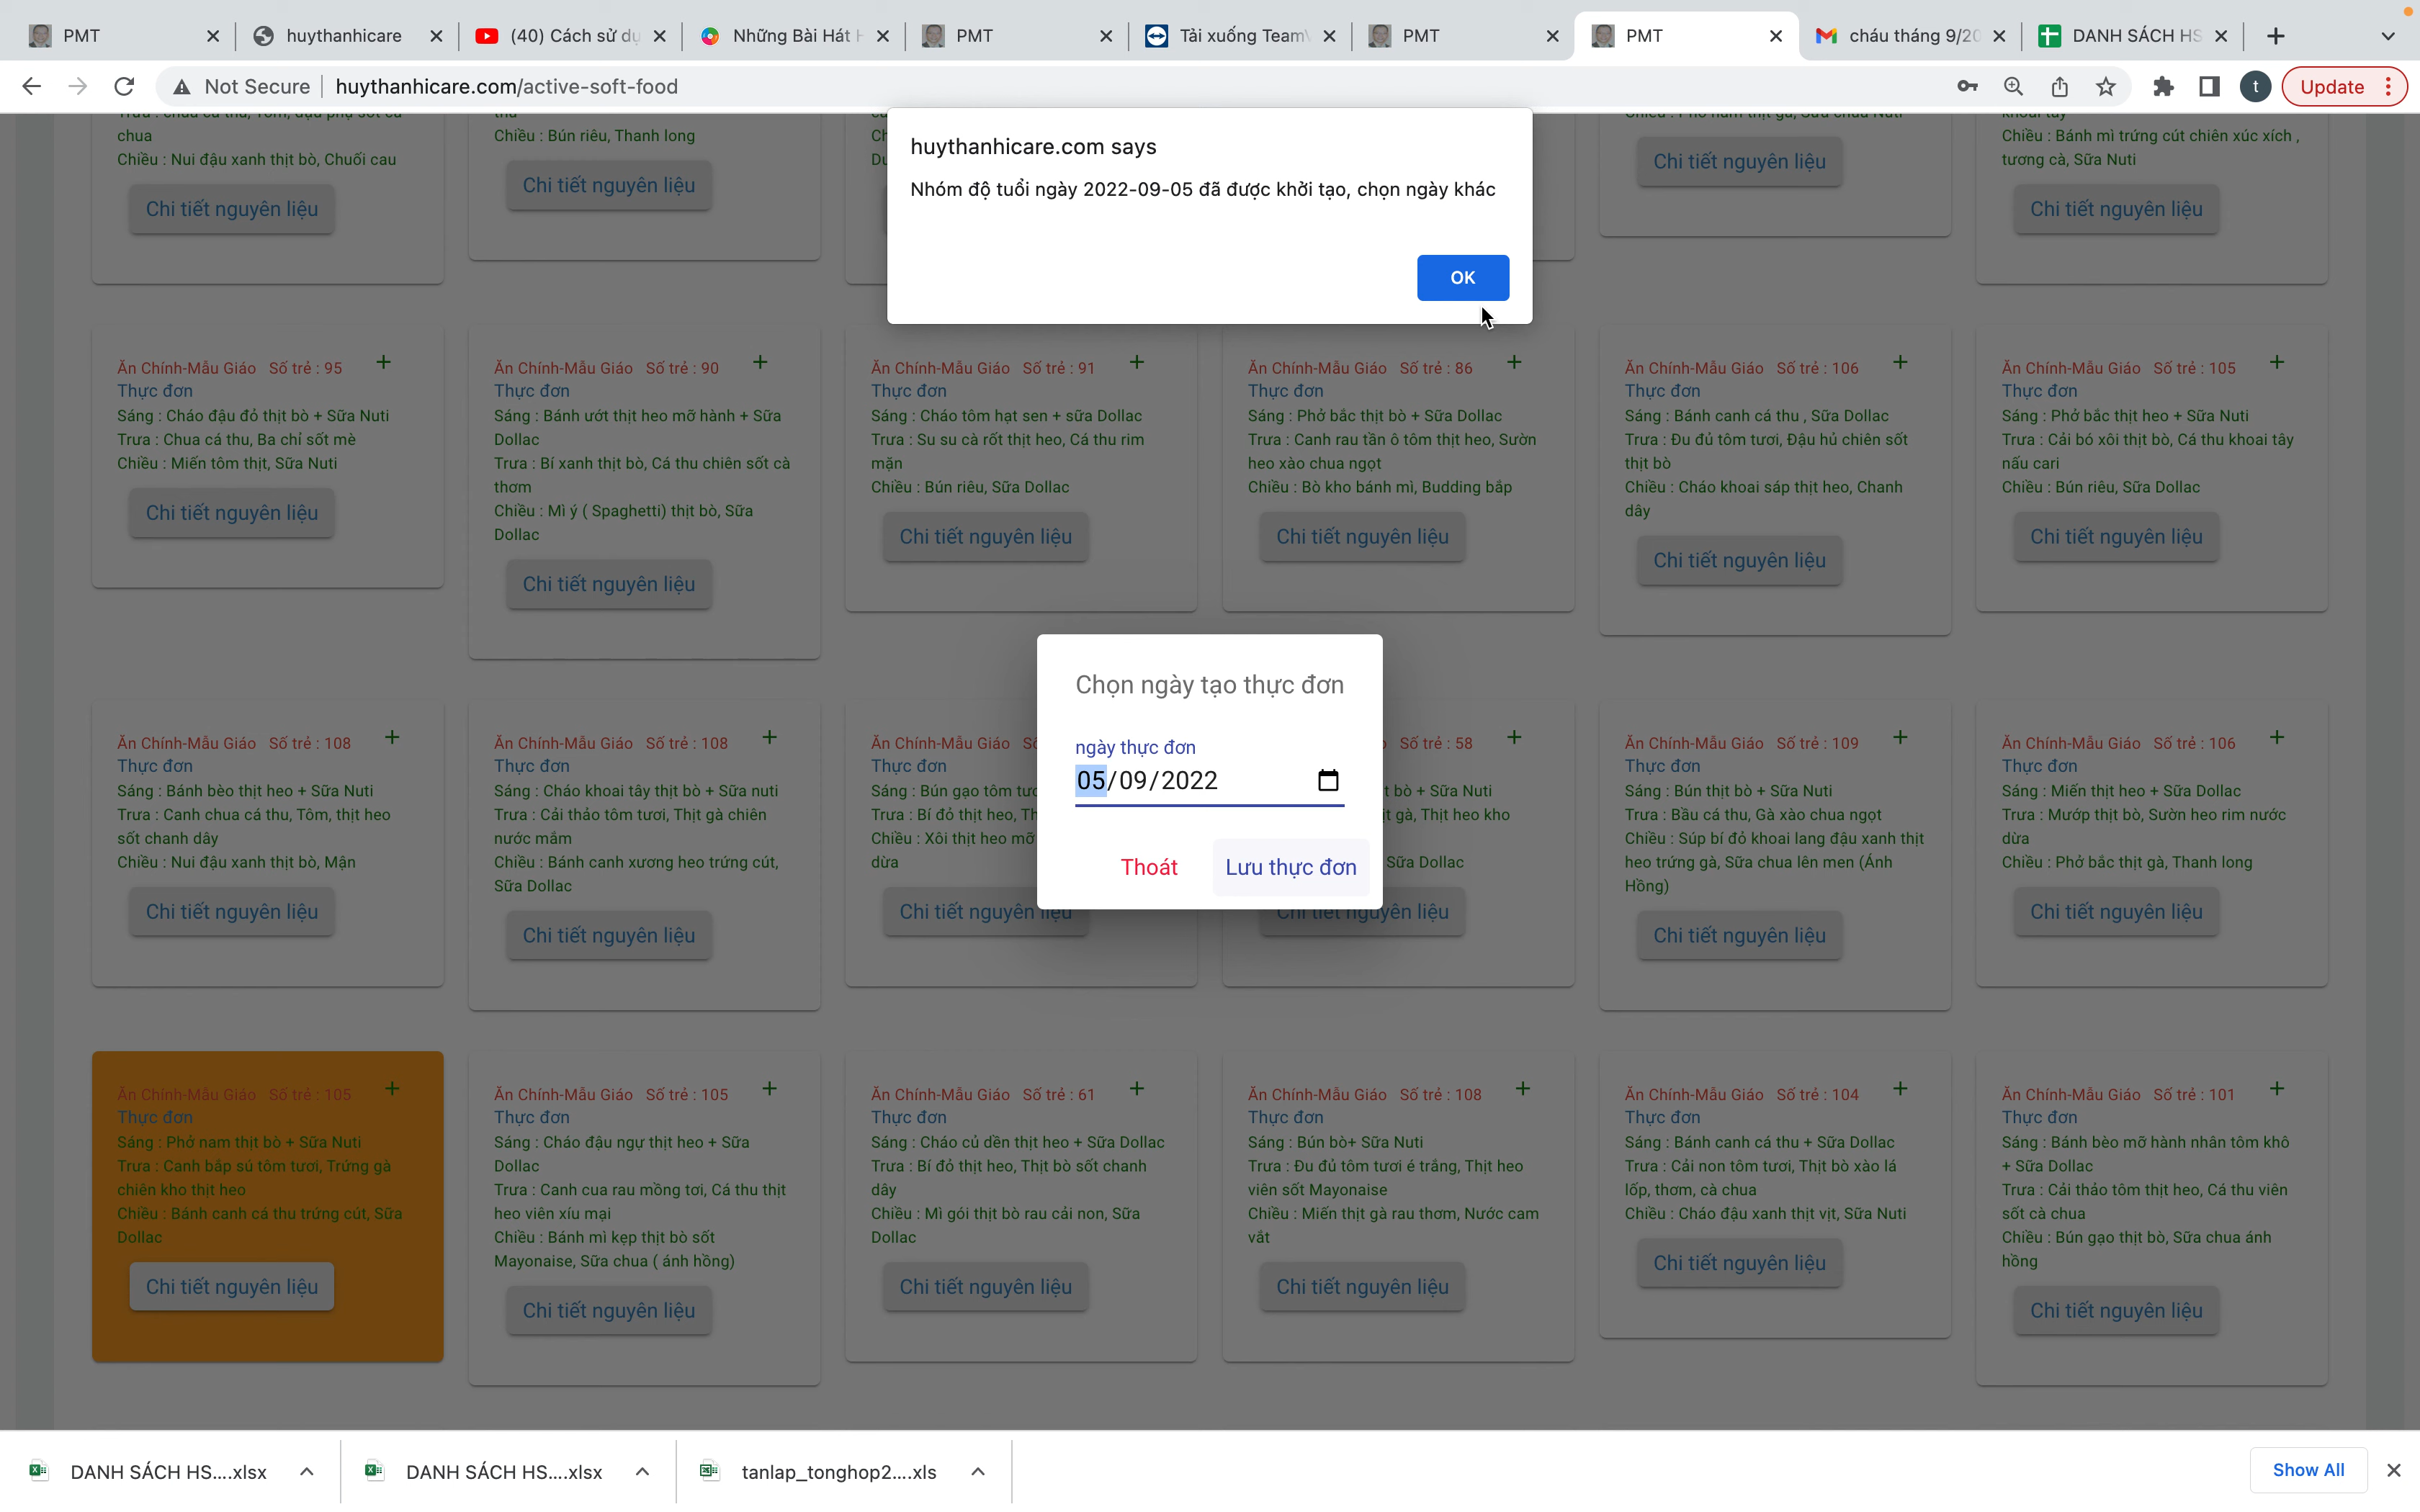 PMT
huythanhicare
(40) Cách sử dụ
Những Bài Hát H
PMT
Tải xuống TeamV
PMT
PMT
cháu tháng 9/20
DANH SÁCH HS
Not Secure
huythanhicare.com/active-soft-food
t
Update
huythanhicare.com says
Nhóm độ tuổi ngày 2022-09-05 đã được khởi tạo, chọn ngày khác
OK
chua
Chiều : Nui đậu xanh thịt bò, Chuối cau
Chi tiết nguyên liệu
Chiều : Bún riêu, Thanh long
Chi tiết nguyên liệu
Chi tiết nguyên liệu
Chiều : Bánh mì trứng cút chiên xúc xích ,
tương cà, Sữa Nuti
Chi tiết nguyên liệu
Ăn Chính-Mẫu Giáo Số trẻ : 95
Thực đơn
Sáng : Cháo đậu đỏ thịt bò + Sữa Nuti
Trưa : Chua cá thu, Ba chỉ sốt mè
Chiều : Miến tôm thịt, Sữa Nuti
Chi tiết nguyên liệu
Ăn Chính-Mẫu Giáo Số trẻ : 90
Thực đơn
Sáng : Bánh ướt thịt heo mỡ hành + Sữa
Dollac
Trưa : Bí xanh thịt bò, Cá thu chiên sốt cà
thơm
Chiều : Mì ý ( Spaghetti) thịt bò, Sữa
Dollac
Chi tiết nguyên liệu
Ăn Chính-Mẫu Giáo Số trẻ : 91
Thực đơn
Sáng : Cháo tôm hạt sen + sữa Dollac
Trưa : Su su cà rốt thịt heo, Cá thu rim
mặn
Chiều : Bún riêu, Sữa Dollac
Chi tiết nguyên liệu
Ăn Chính-Mẫu Giáo Số trẻ : 86
Thực đơn
Sáng : Phở bắc thịt bò + Sữa Dollac
Trưa : Canh rau tần ô tôm thịt heo, Sườn
heo xào chua ngọt
Chiều : Bò kho bánh mì, Budding bắp
Chi tiết nguyên liệu
Ăn Chính-Mẫu Giáo Số trẻ : 106
Thực đơn
Sáng : Bánh canh cá thu , Sữa Dollac
Trưa : Đu đủ tôm tươi, Đậu hủ chiên sốt
thịt bò
Chiều : Cháo khoai sáp thịt heo, Chanh
dây
Chi tiết nguyên liệu
Ăn Chính-Mẫu Giáo Số trẻ : 105
Thực đơn
Sáng : Phở bắc thịt heo + Sữa Nuti
Trưa : Cải bó xôi thịt bò, Cá thu khoai tây
nấu cari
Chiều : Bún riêu, Sữa Dollac
Chi tiết nguyên liệu
Chọn ngày tạo thực đơn
ngày thực đơn
05/09/2022
Thoát
Lưu thực đơn
Ăn Chính-Mẫu Giáo Số trẻ : 108
Thực đơn
Sáng : Bánh bèo thịt heo + Sữa Nuti
Trưa : Canh chua cá thu, Tôm, thịt heo
sốt chanh dây
Chiều : Nui đậu xanh thịt bò, Mận
Chi tiết nguyên liệu
Ăn Chính-Mẫu Giáo Số trẻ : 108
Thực đơn
Sáng : Cháo khoai tây thịt bò + Sữa nuti
Trưa : Cải thảo tôm tươi, Thịt gà chiên
nước mắm
Chiều : Bánh canh xương heo trứng cút,
Sữa Dollac
Chi tiết nguyên liệu
Ăn Chính-Mẫu Giáo Số
Thực đơn
Sáng : Bún gạo tôm tươ
Trưa : Bí đỏ thịt heo, Th
Chiều : Xôi thịt heo mỡ
dừa
Chi tiết nguyên liệu
Số trẻ : 58
t bò + Sữa Nuti
ịt gà, Thịt heo kho
Sữa Dollac
Chi tiết nguyên liệu
Ăn Chính-Mẫu Giáo Số trẻ : 109
Thực đơn
Sáng : Bún thịt bò + Sữa Nuti
Trưa : Bầu cá thu, Gà xào chua ngọt
Chiều : Súp bí đỏ khoai lang đậu xanh thịt
heo trứng gà, Sữa chua lên men (Ánh
Hồng)
Chi tiết nguyên liệu
Ăn Chính-Mẫu Giáo Số trẻ : 106
Thực đơn
Sáng : Miến thịt heo + Sữa Dollac
Trưa : Mướp thịt bò, Sườn heo rim nước
dừa
Chiều : Phở bắc thịt gà, Thanh long
Chi tiết nguyên liệu
Ăn Chính-Mẫu Giáo Số trẻ : 105
Thực đơn
Sáng : Phở nam thịt bò + Sữa Nuti
Trưa : Canh bắp sú tôm tươi, Trứng gà
chiên kho thịt heo
Chiều : Bánh canh cá thu trứng cút, Sữa
Dollac
Chi tiết nguyên liệu
Ăn Chính-Mẫu Giáo Số trẻ : 105
Thực đơn
Sáng : Cháo đậu ngự thịt heo + Sữa
Dollac
Trưa : Canh cua rau mồng tơi, Cá thu thịt
heo viên xíu mại
Chiều : Bánh mì kẹp thịt bò sốt
Mayonaise, Sữa chua ( ánh hồng)
Chi tiết nguyên liệu
Ăn Chính-Mẫu Giáo Số trẻ : 61
Thực đơn
Sáng : Cháo củ dền thịt heo + Sữa Dollac
Trưa : Bí đỏ thịt heo, Thịt bò sốt chanh
dây
Chiều : Mì gói thịt bò rau cải non, Sữa
Dollac
Chi tiết nguyên liệu
Ăn Chính-Mẫu Giáo Số trẻ : 108
Thực đơn
Sáng : Bún bò+ Sữa Nuti
Trưa : Đu đủ tôm tươi é trắng, Thịt heo
viên sốt Mayonaise
Chiều : Miến thịt gà rau thơm, Nước cam
vắt
Chi tiết nguyên liệu
Ăn Chính-Mẫu Giáo Số trẻ : 104
Thực đơn
Sáng : Bánh canh cá thu + Sữa Dollac
Trưa : Cải non tôm tươi, Thịt bò xào lá
lốp, thơm, cà chua
Chiều : Cháo đậu xanh thịt vịt, Sữa Nuti
Chi tiết nguyên liệu
Ăn Chính-Mẫu Giáo Số trẻ : 101
Thực đơn
Sáng : Bánh bèo mỡ hành nhân tôm khô
+ Sữa Dollac
Trưa : Cải thảo tôm thịt heo, Cá thu viên
sốt cà chua
Chiều : Bún gạo thịt bò, Sữa chua ánh
hồng
Chi tiết nguyên liệu
DANH SÁCH HS....xlsx
DANH SÁCH HS....xlsx
tanlap_tonghop2....xls
Show All